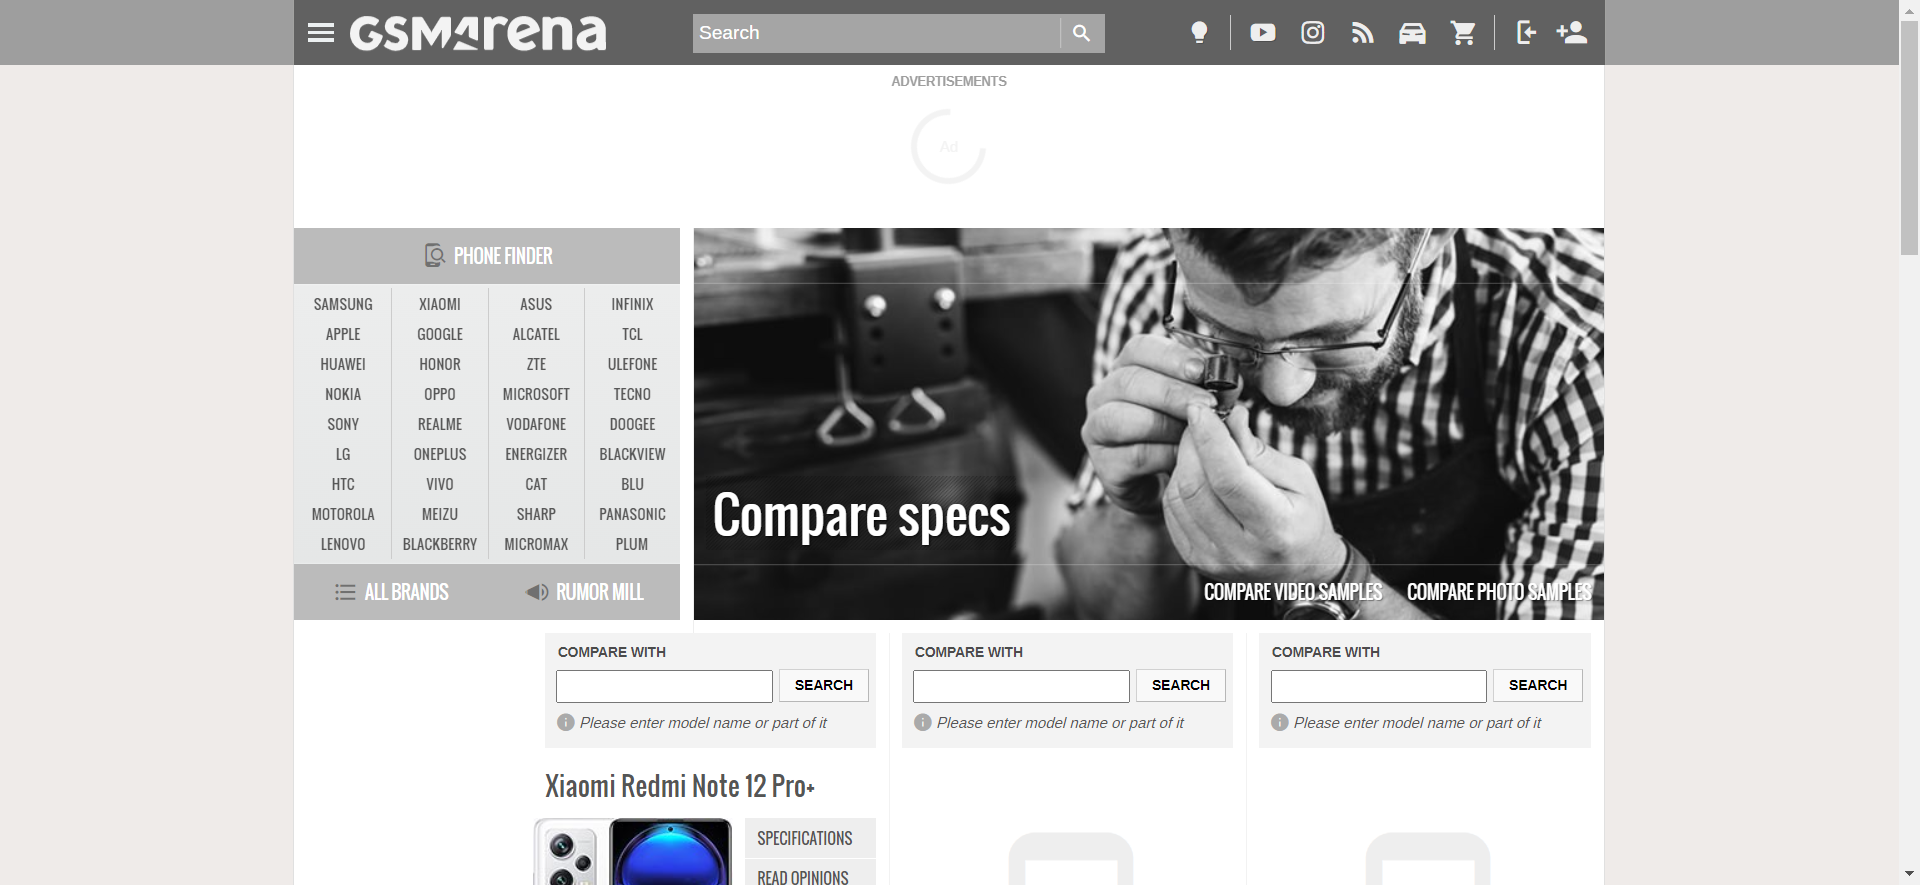 GSMArena
Search
ADVERTISEMENTS
Ad
PHONE FINDER
SAMSUNG XIAOMI ASUS INFINIX
APPLE GOOGLE ALCATEL TCL
HUAWEI HONOR ZTE ULEFONE
NOKIA OPPO MICROSOFT TECNO
SONY REALME VODAFONE DOOGEE
LG ONEPLUS ENERGIZER BLACKVIEW
HTC VIVO CAT BLU
MOTOROLA MEIZU SHARP PANASONIC
LENOVO BLACKBERRY MICROMAX PLUM
ALL BRANDS RUMOR MILL
Compare specs
COMPARE VIDEO SAMPLES COMPARE PHOTO SAMPLES
COMPARE WITH COMPARE WITH COMPARE WITH
SEARCH SEARCH SEARCH
Please enter model name or part of it Please enter model name or part of it Please enter model name or part of it
Xiaomi Redmi Note 12 Pro+
SPECIFICATIONS
READ OPINIONS